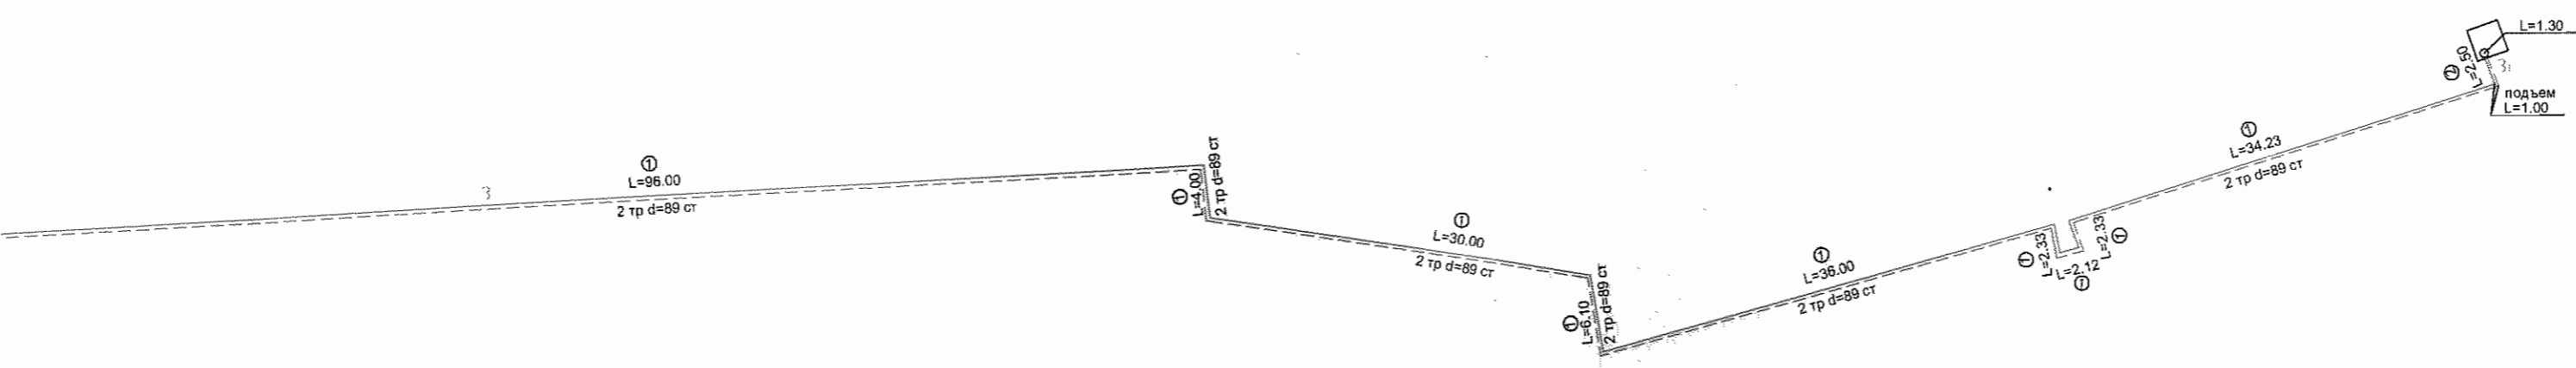 1
L=96.00
2 тр d=89 ст
3
1
L=4.00
2 тр d=89 ст
1
L=30.00
2 тр d=89 ст
1
L=6.10
2 тр d=89 ст
1
L=36.00
2 тр d=89 ст
1
L=2.33
L=2.12
1
L=2.33
1
1
L=34.23
2 тр d=89 ст
2
L=2.50
L=1.30
подъем
L=1.00